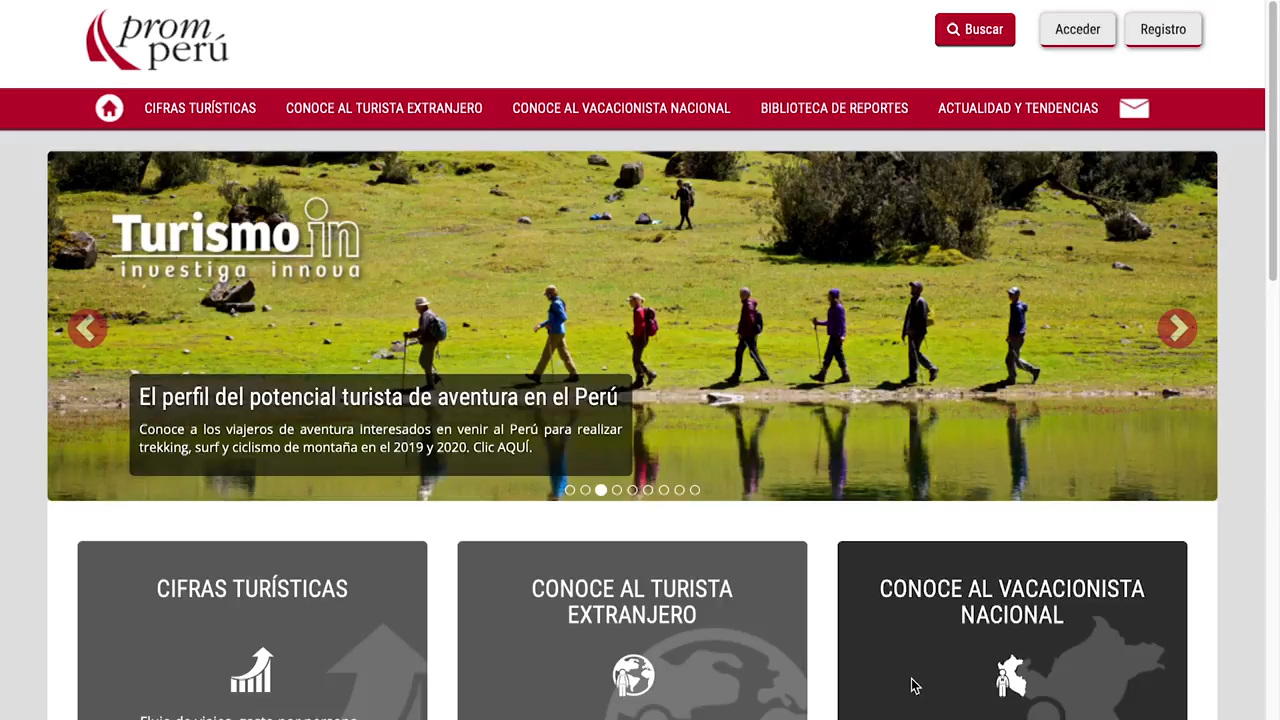 prom
perú
Buscar
Acceder
Registro
CIFRAS TURÍSTICAS
CONOCE AL TURISTA EXTRANJERO
CONOCE AL VACACIONISTA NACIONAL
BIBLIOTECA DE REPORTES
ACTUALIDAD Y TENDENCIAS
Turismo in
investiga innova
El perfil del potencial turista de aventura en el Perú
Conoce a los viajeros de aventura interesados en venir al Perú para realizar
trekking, surf y ciclismo de montaña en el 2019 y 2020. Clic AQUÍ.
CIFRAS TURÍSTICAS
CONOCE AL TURISTA
EXTRANJERO
CONOCE AL VACACIONISTA
NACIONAL